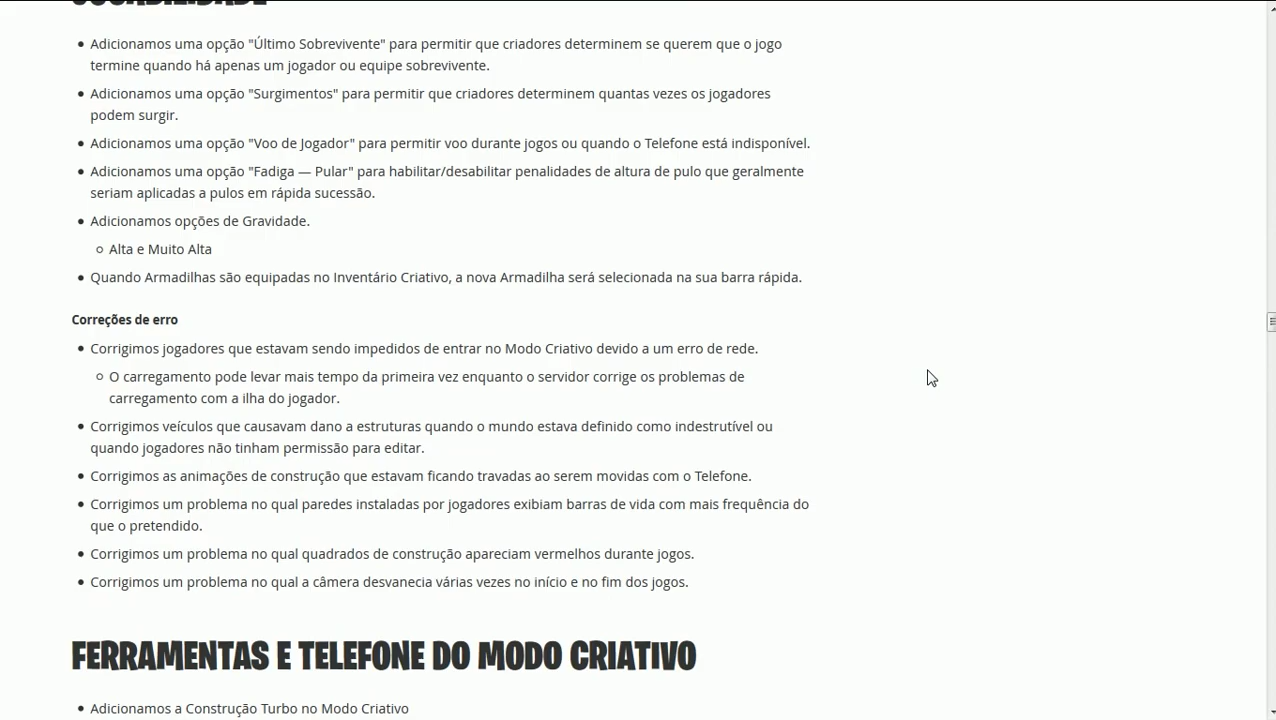 JOGABILIDADE
Adicionamos uma opção "Último Sobrevivente" para permitir que criadores determinem se querem que o jogo
termine quando há apenas um jogador ou equipe sobrevivente.
Adicionamos uma opção "Surgimentos" para permitir que criadores determinem quantas vezes os jogadores
podem surgir.
Adicionamos uma opção "Voo de Jogador" para permitir voo durante jogos ou quando o Telefone está indisponível.
Adicionamos uma opção "Fadiga — Pular" para habilitar/desabilitar penalidades de altura de pulo que geralmente
seriam aplicadas a pulos em rápida sucessão.
Adicionamos opções de Gravidade.
Alta e Muito Alta
Quando Armadilhas são equipadas no Inventário Criativo, a nova Armadilha será selecionada na sua barra rápida.
Correções de erro
Corrigimos jogadores que estavam sendo impedidos de entrar no Modo Criativo devido a um erro de rede.
O carregamento pode levar mais tempo da primeira vez enquanto o servidor corrige os problemas de
carregamento com a ilha do jogador.
Corrigimos veículos que causavam dano a estruturas quando o mundo estava definido como indestrutível ou
quando jogadores não tinham permissão para editar.
Corrigimos as animações de construção que estavam ficando travadas ao serem movidas com o Telefone.
Corrigimos um problema no qual paredes instaladas por jogadores exibiam barras de vida com mais frequência do
que o pretendido.
Corrigimos um problema no qual quadrados de construção apareciam vermelhos durante jogos.
Corrigimos um problema no qual a câmera desvanecia várias vezes no início e no fim dos jogos.
FERRAMENTAS E TELEFONE DO MODO CRIATIVO
Adicionamos a Construção Turbo no Modo Criativo